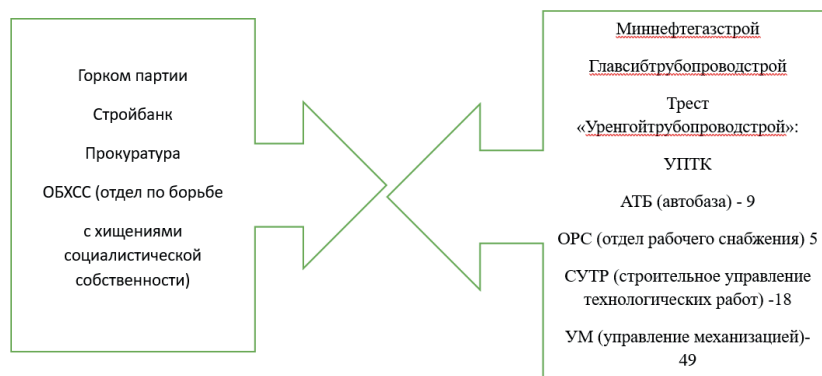 Горком партии
Стройбанк
Прокуратура
ОБХСС (отдел по борьбе
с хищениями
социалистической
собственности)
Миннефтегазстрой
Главсибтрубопроводстрой
Трест
«Уренгойтрубопроводстрой»:
УПТК
АТБ (автобаза) - 9
ОРС (отдел рабочего снабжения) 5
СУТР (строительное управление
технологических работ) -18
УМ (управление механизацией)-
49